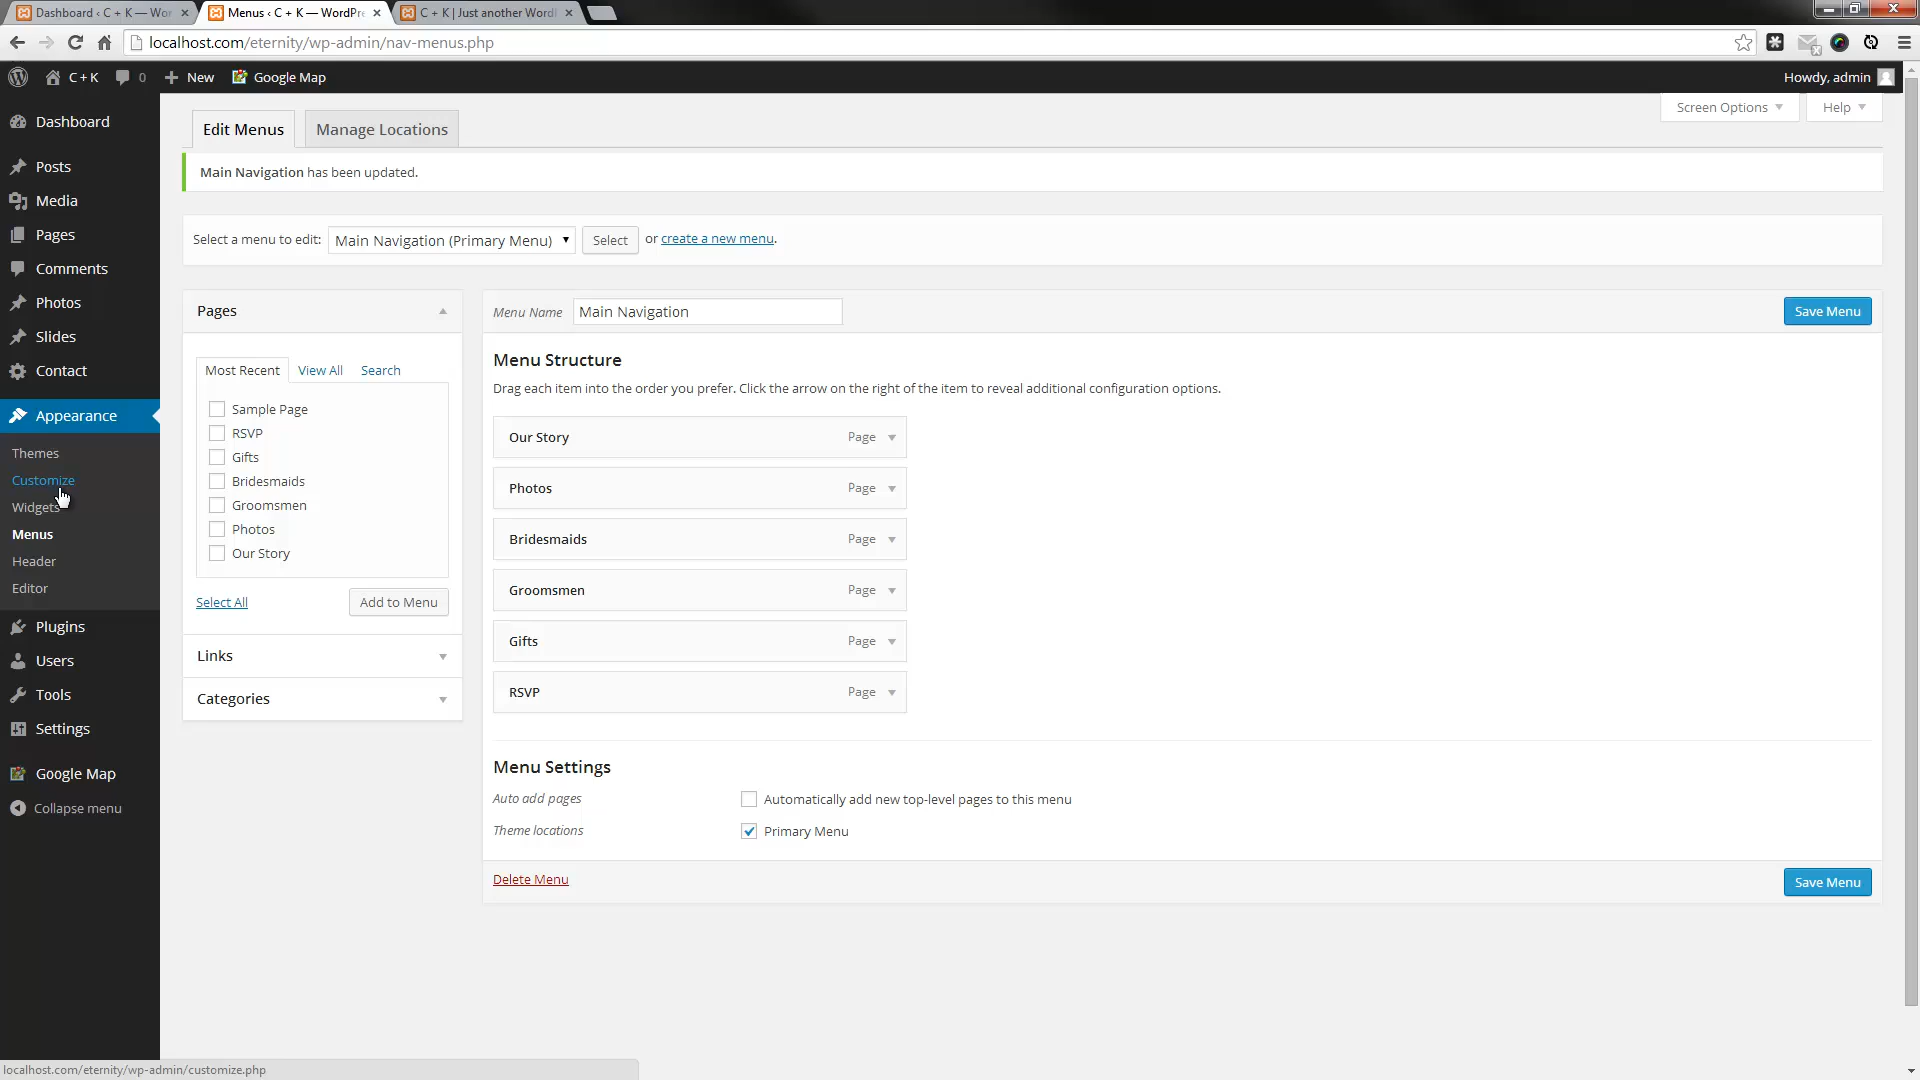 Dashboard ‹ C + K — Wor
Menus ‹ C + K — WordPre
C + K | Just another Word
localhost.com/eternity/wp-admin/nav-menus.php
C + K
0
New
Google Map
Howdy, admin
Dashboard
Posts
Media
Pages
Comments
Photos
Slides
Contact
Appearance
Themes
Customize
Widgets
Menus
Header
Editor
Plugins
Users
Tools
Settings
Google Map
Collapse menu
Edit Menus
Manage Locations
Screen Options
Help
Main Navigation has been updated.
Select a menu to edit: Main Navigation (Primary Menu) Select or create a new menu.
Pages
Most Recent
View All
Search
Sample Page
RSVP
Gifts
Bridesmaids
Groomsmen
Photos
Our Story
Select All
Add to Menu
Links
Categories
Menu Name Main Navigation
Save Menu
Menu Structure
Drag each item into the order you prefer. Click the arrow on the right of the item to reveal additional configuration options.
Our Story Page
Photos Page
Bridesmaids Page
Groomsmen Page
Gifts Page
RSVP Page
Menu Settings
Auto add pages Automatically add new top-level pages to this menu
Theme locations Primary Menu
Delete Menu
Save Menu
localhost.com/eternity/wp-admin/customize.php